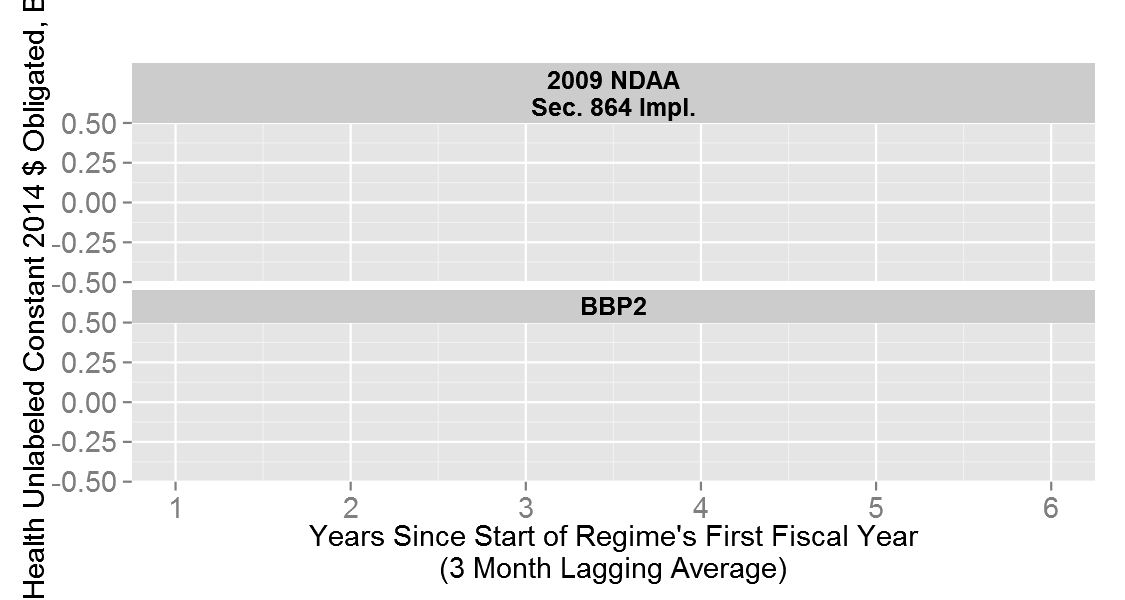 Health Unlabeled Constant 2014 $ Obligated,
2009 NDAA
Sec. 864 Impl.
0.50
0.25
0.00
-0.25
-0.50
BBP2
0.50
0.25
0.00
-0.25
-0.50
1 2 3 4 5 6
Years Since Start of Regime's First Fiscal Year
(3 Month Lagging Average)